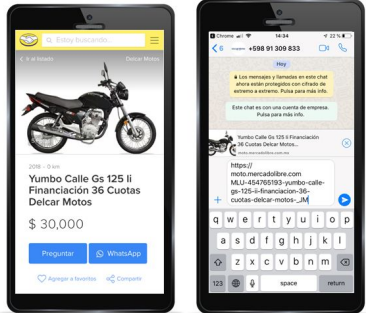 Estoy buscando...
Ir al listado
Delcar Motos
2018 - 0 km
Yumbo Calle Gs 125 Ii
Financiación 36 Cuotas
Delcar Motos
$ 30,000
Preguntar
WhatsApp
Agregar a favoritos
Compartir
Chrome
14:34
22 %
6
+598 91 309 833
Hoy
Los mensajes y llamadas en este chat
ahora están protegidos con cifrado de
extremo a extremo. Pulsa para más info.
Este chat es con una cuenta de empresa.
Pulsa para más info.
Yumbo Calle Gs 125 Ii Financiación
36 Cuotas Delcar Motos...
moto.mercadolibre.com.mx
https://
moto.mercadolibre.com
MLU-454765193-yumbo-calle-
gs-125-ii-financiacion-36-
cuotas-delcar-motos-_JM
q w e r t y u i o p
a s d f g h j k l
z x c v b n m
123
space
return